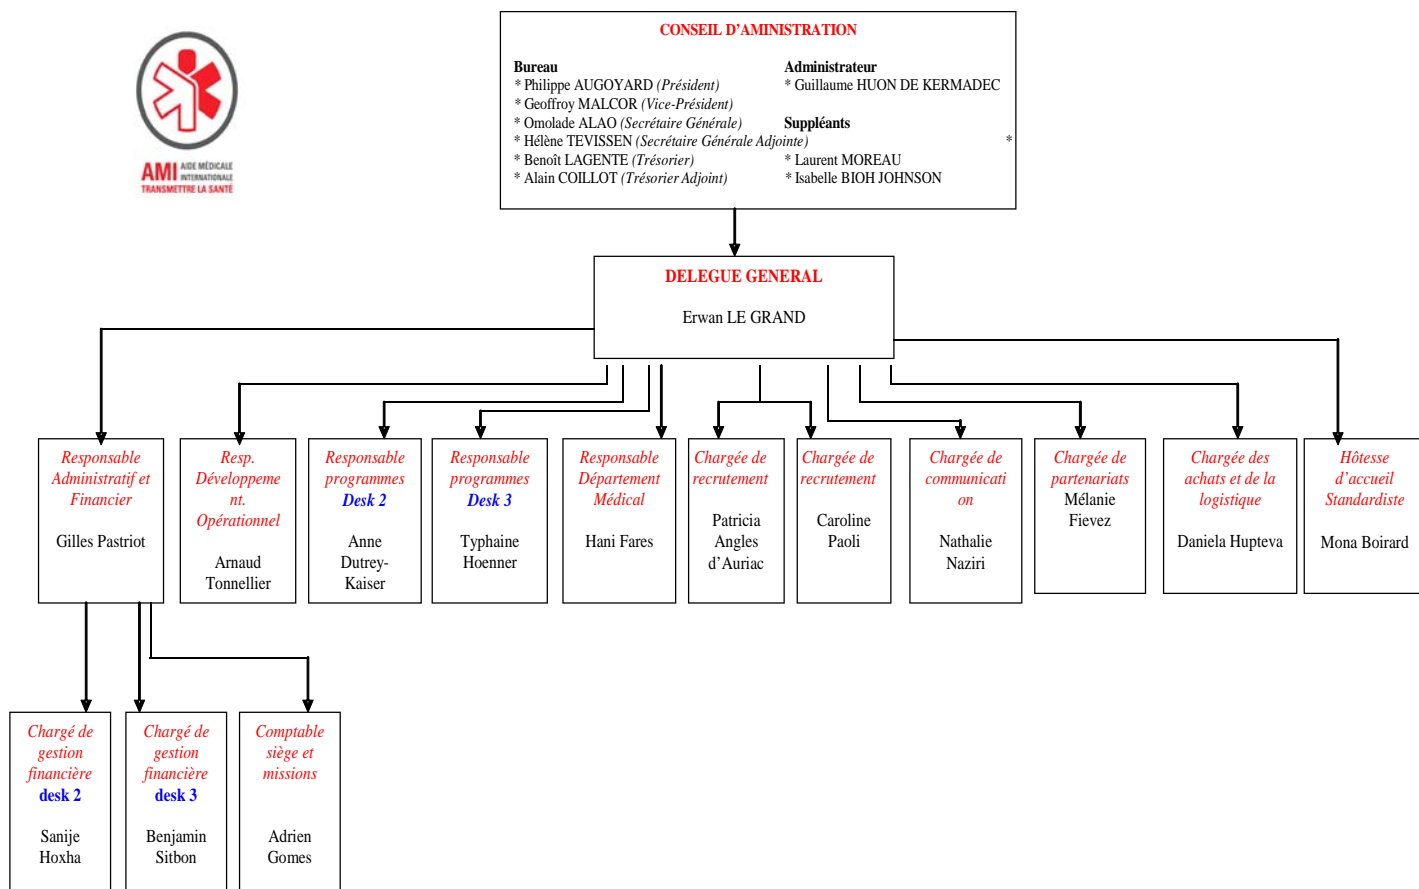 CONSEIL D'AMINISTRATION
Bureau
* Philippe AUGOYARD (Président)
* Geoffroy MALCOR (Vice-Président)
* Omolade ALAO (Secrétaire Générale)
* Hélène TEVISSEN (Secrétaire Générale Adjointe)
* Benoît LAGENTE (Trésorier)
* Alain COILLOT (Trésorier Adjoint)
Administrateur
* Guillaume HUON DE KERMADEC
Suppléants
*
* Laurent MOREAU
* Isabelle BIOH JOHNSON
AMI AIDE MÉDICALE
INTERNATIONALE
TRANSMETTRE LA SANTÉ
DELEGUE GENERAL
Erwan LE GRAND
Responsable
Administratif et
Financier
Gilles Pastriot
Resp.
Développeme
nt.
Opérationnel
Arnaud
Tonnellier
Responsable
programmes
Desk 2
Anne
Dutrey-
Kaiser
Responsable
programmes
Desk 3
Typhaine
Hoenner
Responsable
Département
Médical
Hani Fares
Chargée de
recrutement
Patricia
Angles
d'Auriac
Chargée de
recrutement
Caroline
Paoli
Chargée de
communicati
on
Nathalie
Naziri
Chargée de
partenariats
Mélanie
Fievez
Chargée des
achats et de la
logistique
Daniela Hupteva
Hôtesse
d'accueil
Standardiste
Mona Boirard
Chargé de
gestion
financière
desk 2
Sanije
Hoxha
Chargé de
gestion
financière
desk 3
Benjamin
Sitbon
Comptable
siège et
missions
Adrien
Gomes